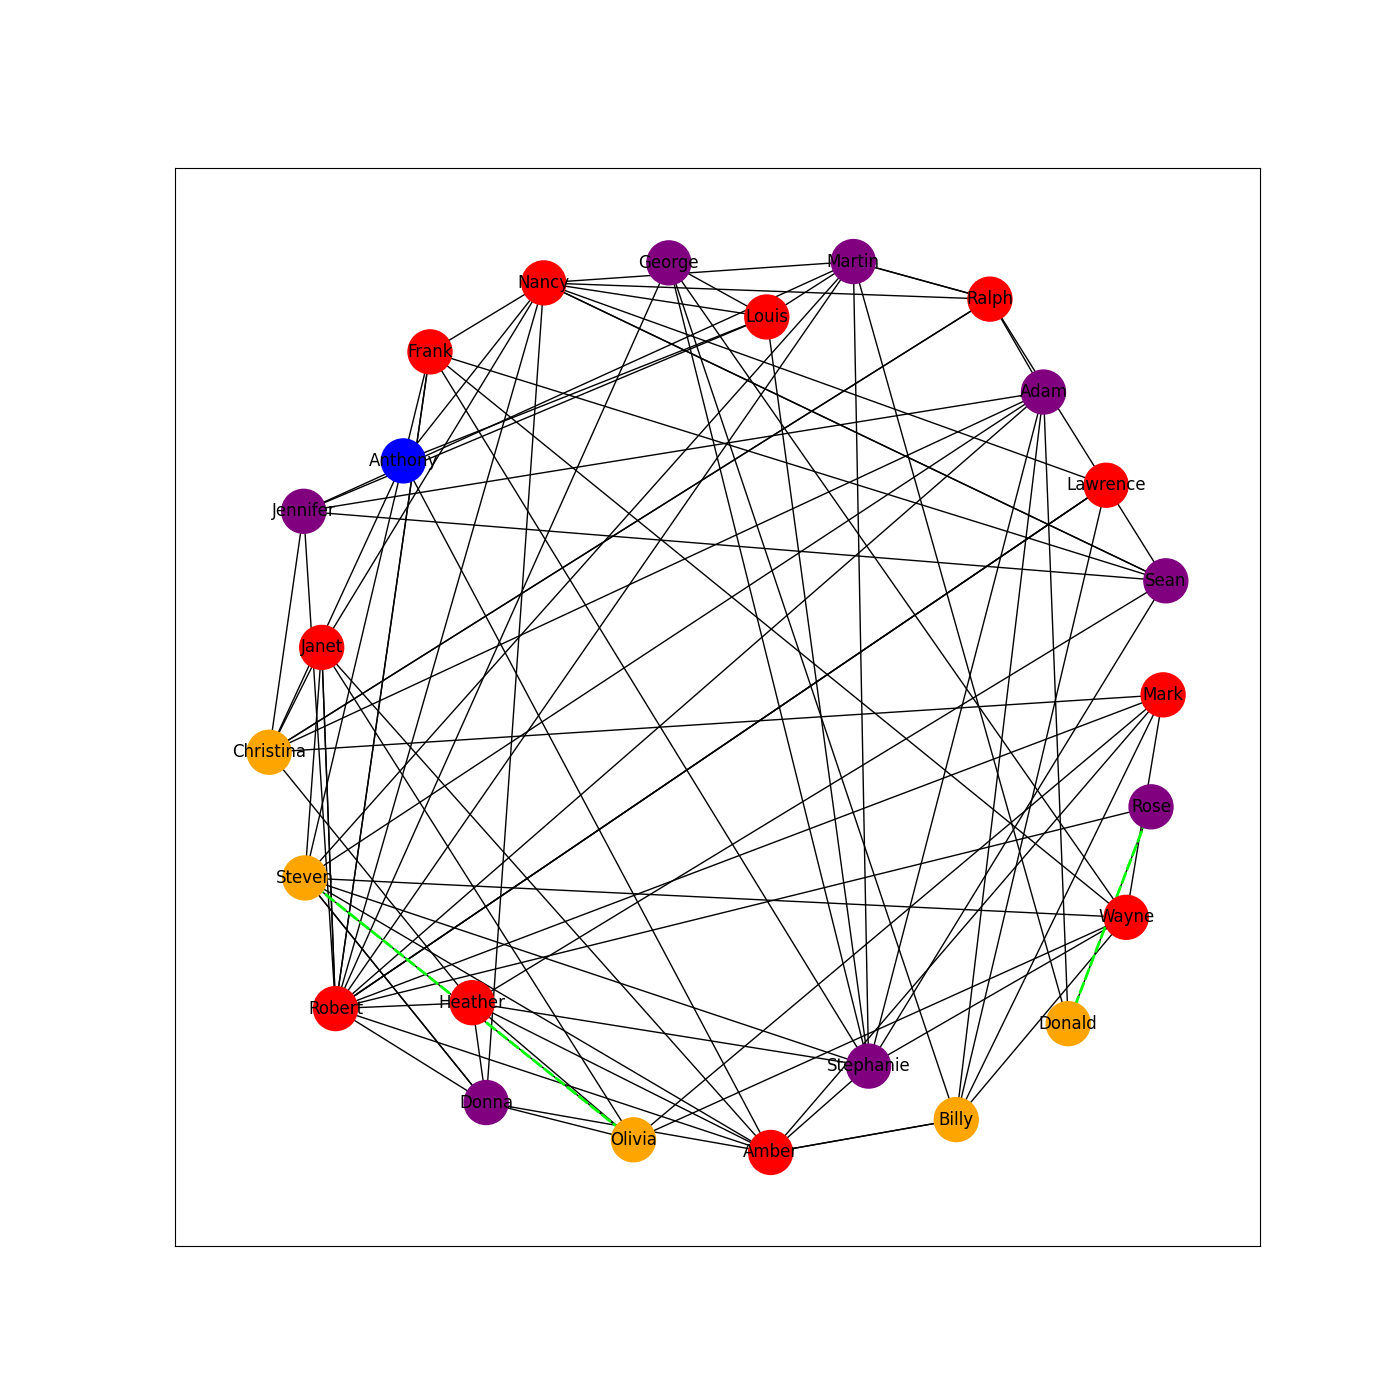 George
Martin
Nancy
Ralph
Louis
Frank
Adam
Anthony
Lawrence
Jennifer
Sean
Janet
Mark
Christina
Rose
Steven
Wayne
Heather
Robert
Donald
Stephanie
Donna
Billy
Olivia
Amber